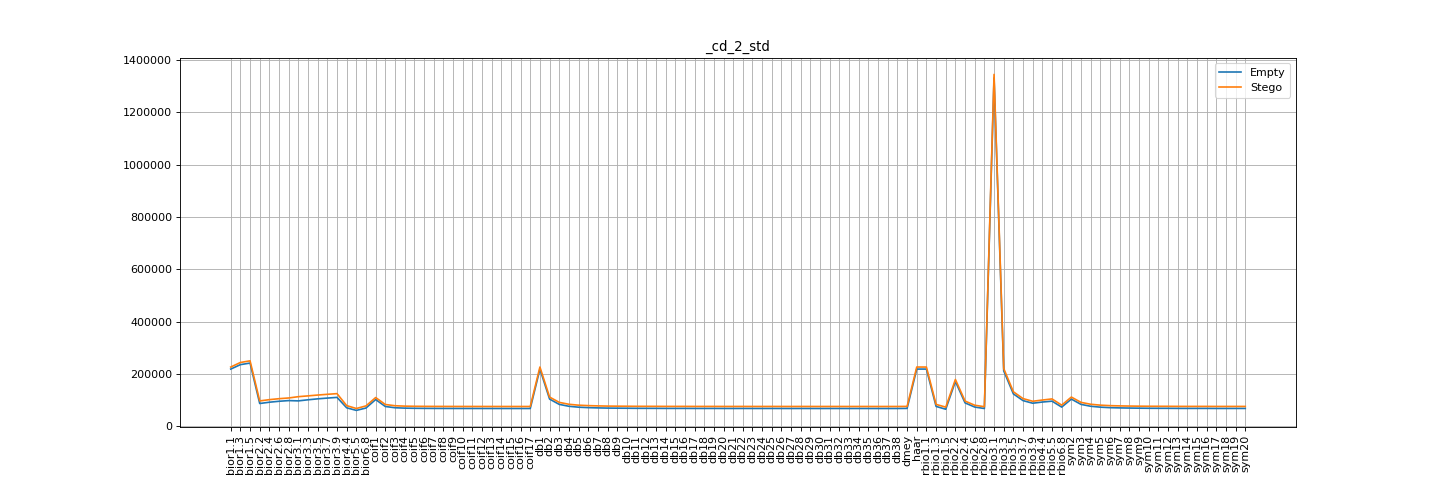 _cd_2_std
1400000
1200000
1000000
800000
600000
400000
200000
0
Empty
Stego
bior1.1
bior1.3
bior1.5
bior2.2
bior2.4
bior2.6
bior2.8
bior3.1
bior3.3
bior3.5
bior3.7
bior3.9
bior4.4
bior5.5
bior6.8
coif1
coif2
coif3
coif4
coif5
coif6
coif7
coif8
coif9
coif10
coif11
coif12
coif13
coif14
coif15
coif16
coif17
db1
db2
db3
db4
db5
db6
db7
db8
db9
db10
db11
db12
db13
db14
db15
db16
db17
db18
db19
db20
db21
db22
db23
db24
db25
db26
db27
db28
db29
db30
db31
db32
db33
db34
db35
db36
db37
db38
dmey
haar
rbio1.1
rbio1.3
rbio1.5
rbio2.2
rbio2.4
rbio2.6
rbio2.8
rbio3.1
rbio3.3
rbio3.5
rbio3.7
rbio3.9
rbio4.4
rbio5.5
rbio6.8
sym2
sym3
sym4
sym5
sym6
sym7
sym8
sym9
sym10
sym11
sym12
sym13
sym14
sym15
sym16
sym17
sym18
sym19
sym20